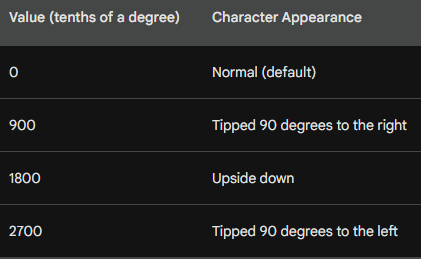 Value (tenths of a degree) Character Appearance
0 Normal (default)
900 Tipped 90 degrees to the right
1800 Upside down
2700 Tipped 90 degrees to the left